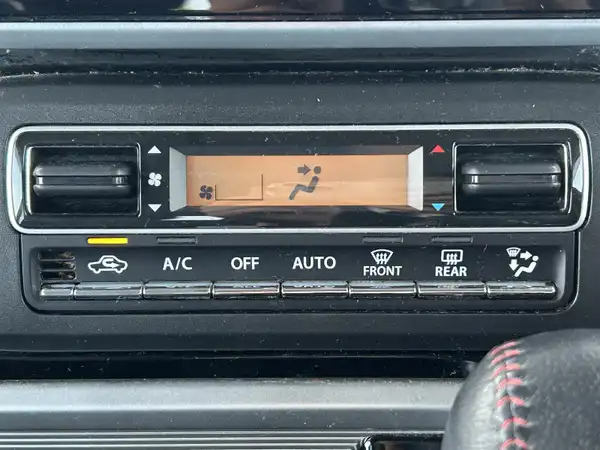 A/C OFF AUTO FRONT REAR